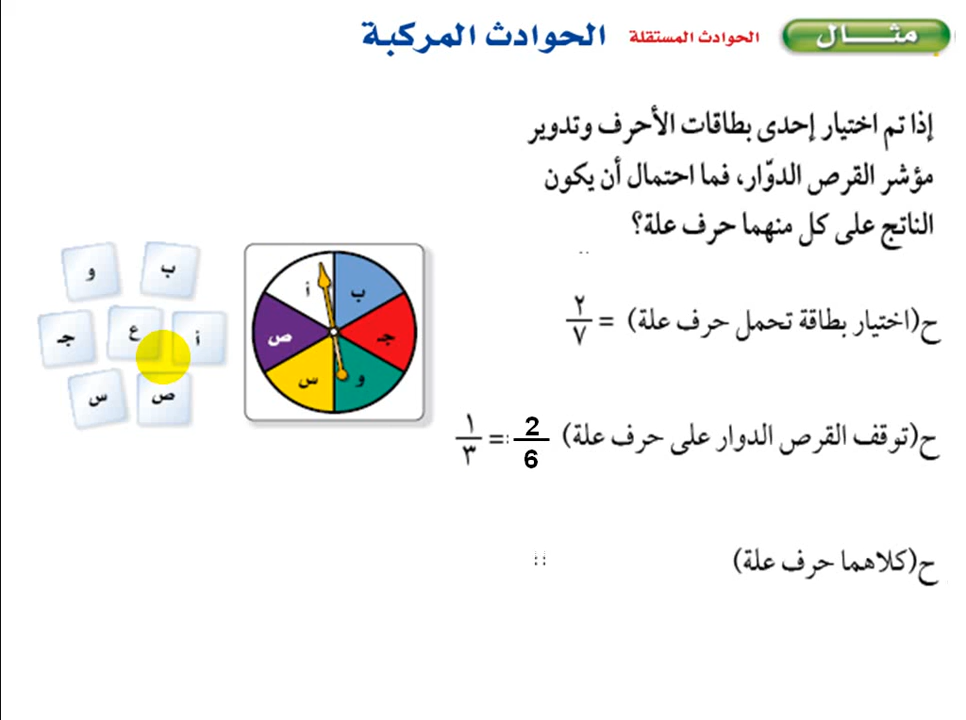 مثـــال الحوادث المستقلة الحوادث المركبة
إذا تم اختيار إحدى بطاقات الأحرف وتدوير
مؤشر القرص الدوّار، فما احتمال أن يكون
الناتج على كل منهما حرف علة؟
ب
و
أ
ع
جـ
ص
س
أ
ب
جـ
و
س
ص
ح(اختيار بطاقة تحمل حرف علة) = ٢/٧
ح(توقف القرص الدوار على حرف علة) 2/6 = ١/٣
ح(كلاهما حرف علة)